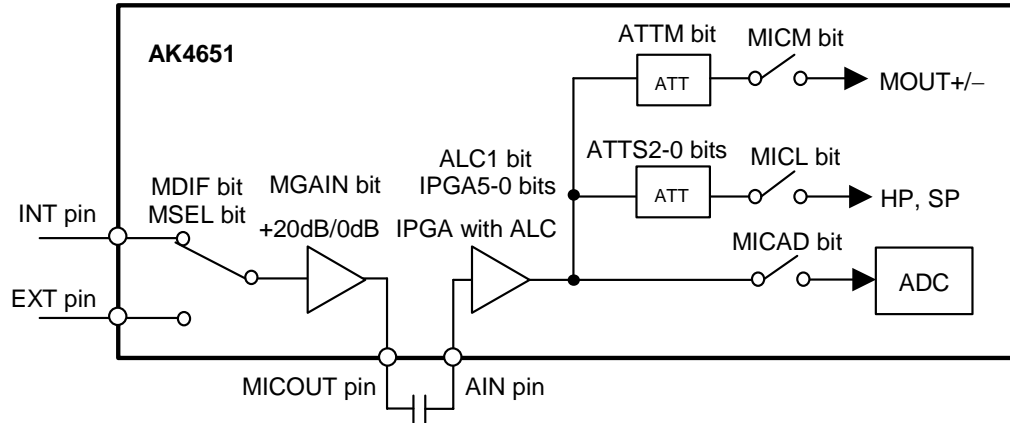 AK4651
ATTM bit
MICM bit
ATT
MOUT+/−
ATTS2-0 bits
MICL bit
ATT
HP, SP
ALC1 bit
IPGA5-0 bits
MDIF bit
MSEL bit
MGAIN bit
+20dB/0dB
IPGA with ALC
INT pin
MICAD bit
ADC
EXT pin
MICOUT pin
AIN pin